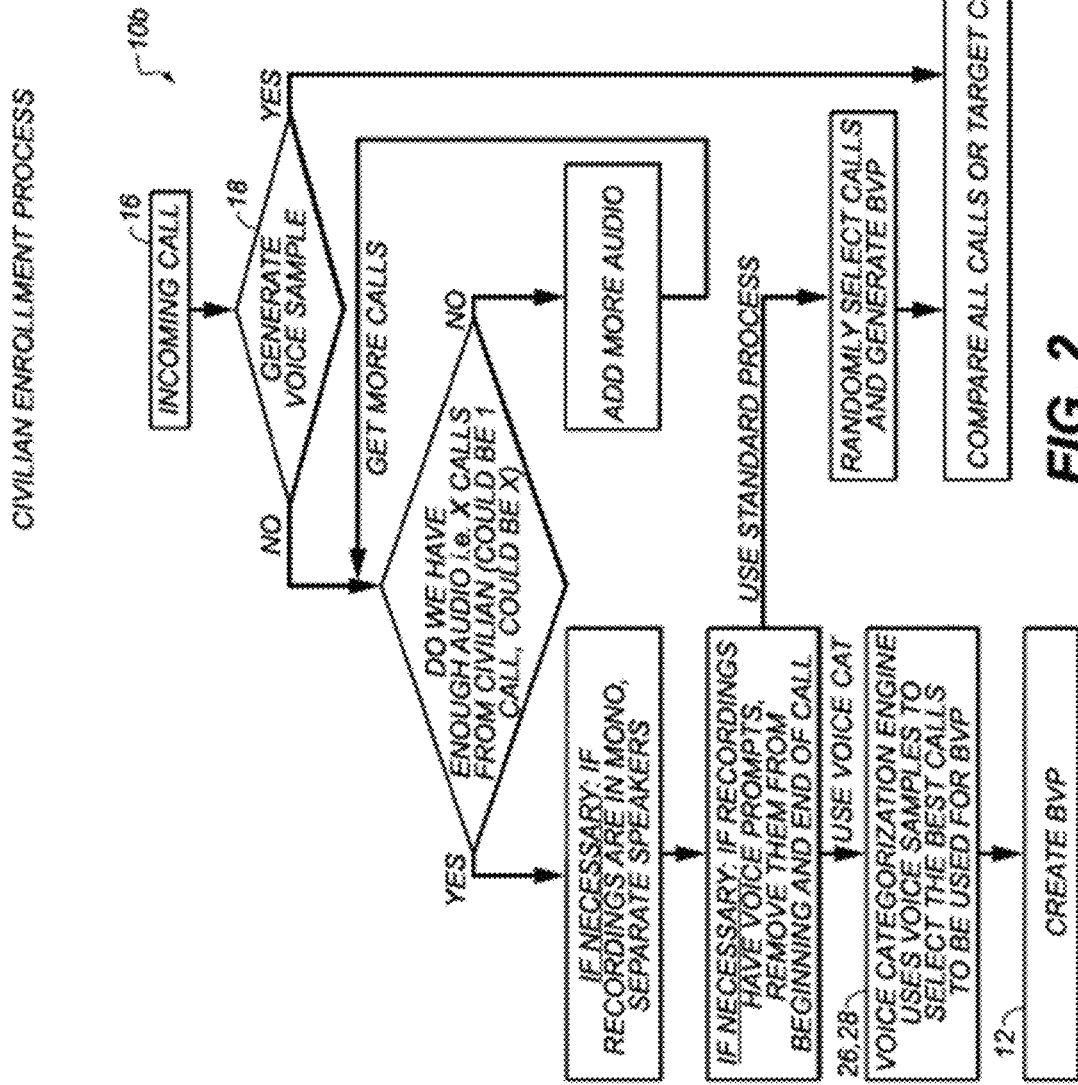 CIVILIAN ENROLLMENT PROCESS
10b
16
INCOMING CALL
18
GENERATE
VOICE SAMPLE
YES
NO
GET MORE CALLS
DO WE HAVE
ENOUGH AUDIO i.e. X CALLS
FROM CIVILIAN (COULD BE 1
CALL, COULD BE X)
NO
YES
ADD MORE AUDIO
IF NECESSARY: IF
RECORDINGS ARE IN MONO,
SEPARATE SPEAKERS
IF NECESSARY: IF RECORDINGS
HAVE VOICE PROMPTS,
REMOVE THEM FROM
BEGINNING AND END OF CALL
USE STANDARD PROCESS
USE VOICE CAT
RANDOMLY SELECT CALLS
AND GENERATE BVP
26,28
VOICE CATEGORIZATION ENGINE
USES VOICE SAMPLES TO
SELECT THE BEST CALLS
TO BE USED FOR BVP
COMPARE ALL CALLS OR TARGET
12
CREATE BVP
FIG. 2